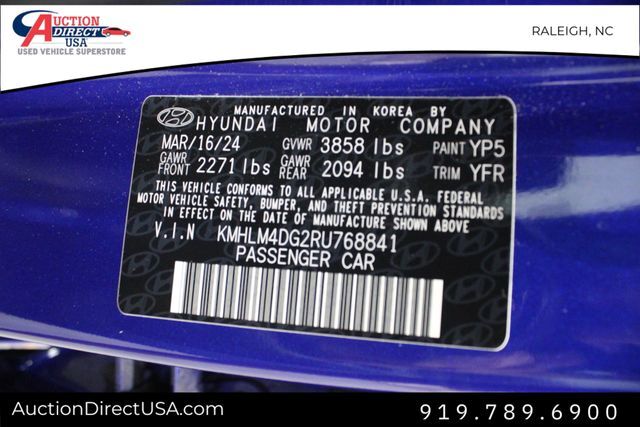 AUCTION
DIRECT
USA
USED VEHICLE SUPERSTORE
RALEIGH, NC
MANUFACTURED IN KOREA BY
HYUNDAI MOTOR COMPANY
MAR/16/24 GVWR 3858 lbs PAINT YP5
GAWR FRONT 2271 lbs GAWR REAR 2094 lbs TRIM YFR
THIS VEHICLE CONFORMS TO ALL APPLICABLE U.S.A. FEDERAL
MOTOR VEHICLE SAFETY, BUMPER, AND THEFT PREVENTION STANDARDS
IN EFFECT ON THE DATE OF MANUFACTURE SHOWN ABOVE
V.I.N KMHLM4DG2RU768841
PASSENGER CAR
AuctionDirectUSA.com
919.789.6900